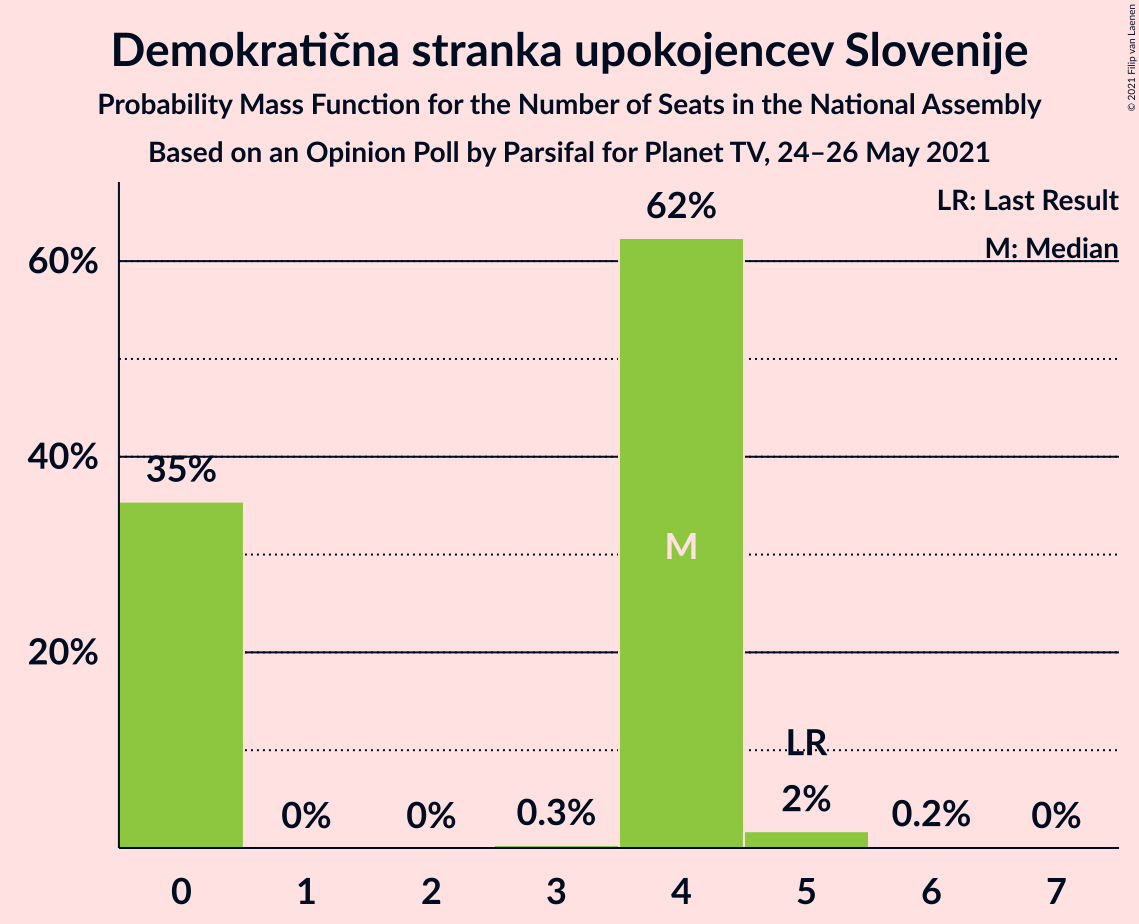 Demokratična stranka upokojencev Slovenije
Probability Mass Function for the Number of Seats in the National Assembly
Based on an Opinion Poll by Parsifal for Planet TV, 24–26 May 2021
© 2021 Filip van Laenen
LR: Last Result
M: Median
62%
60%
40%
35%
M
20%
LR
2%
0%
0%
0.3%
0.2%
0%
0 1 2 3 4 5 6 7